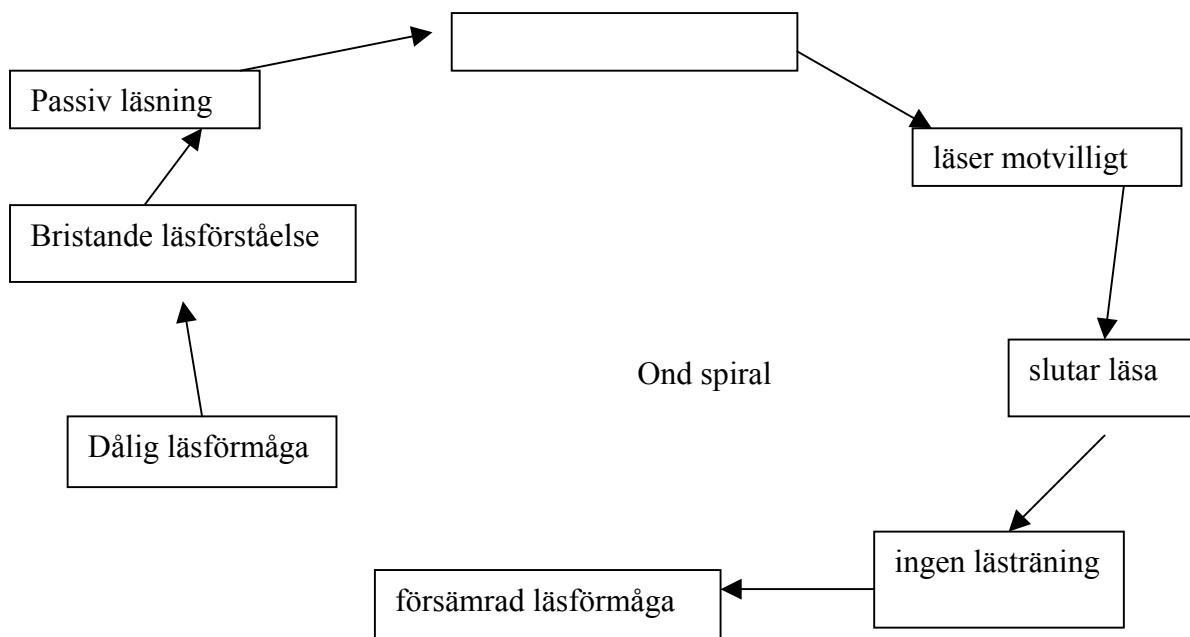 Passiv läsning
läser motvilligt
Bristande läsförståelse
Ond spiral
slutar läsa
Dålig läsförmåga
ingen lästräning
försämrad läsförmåga